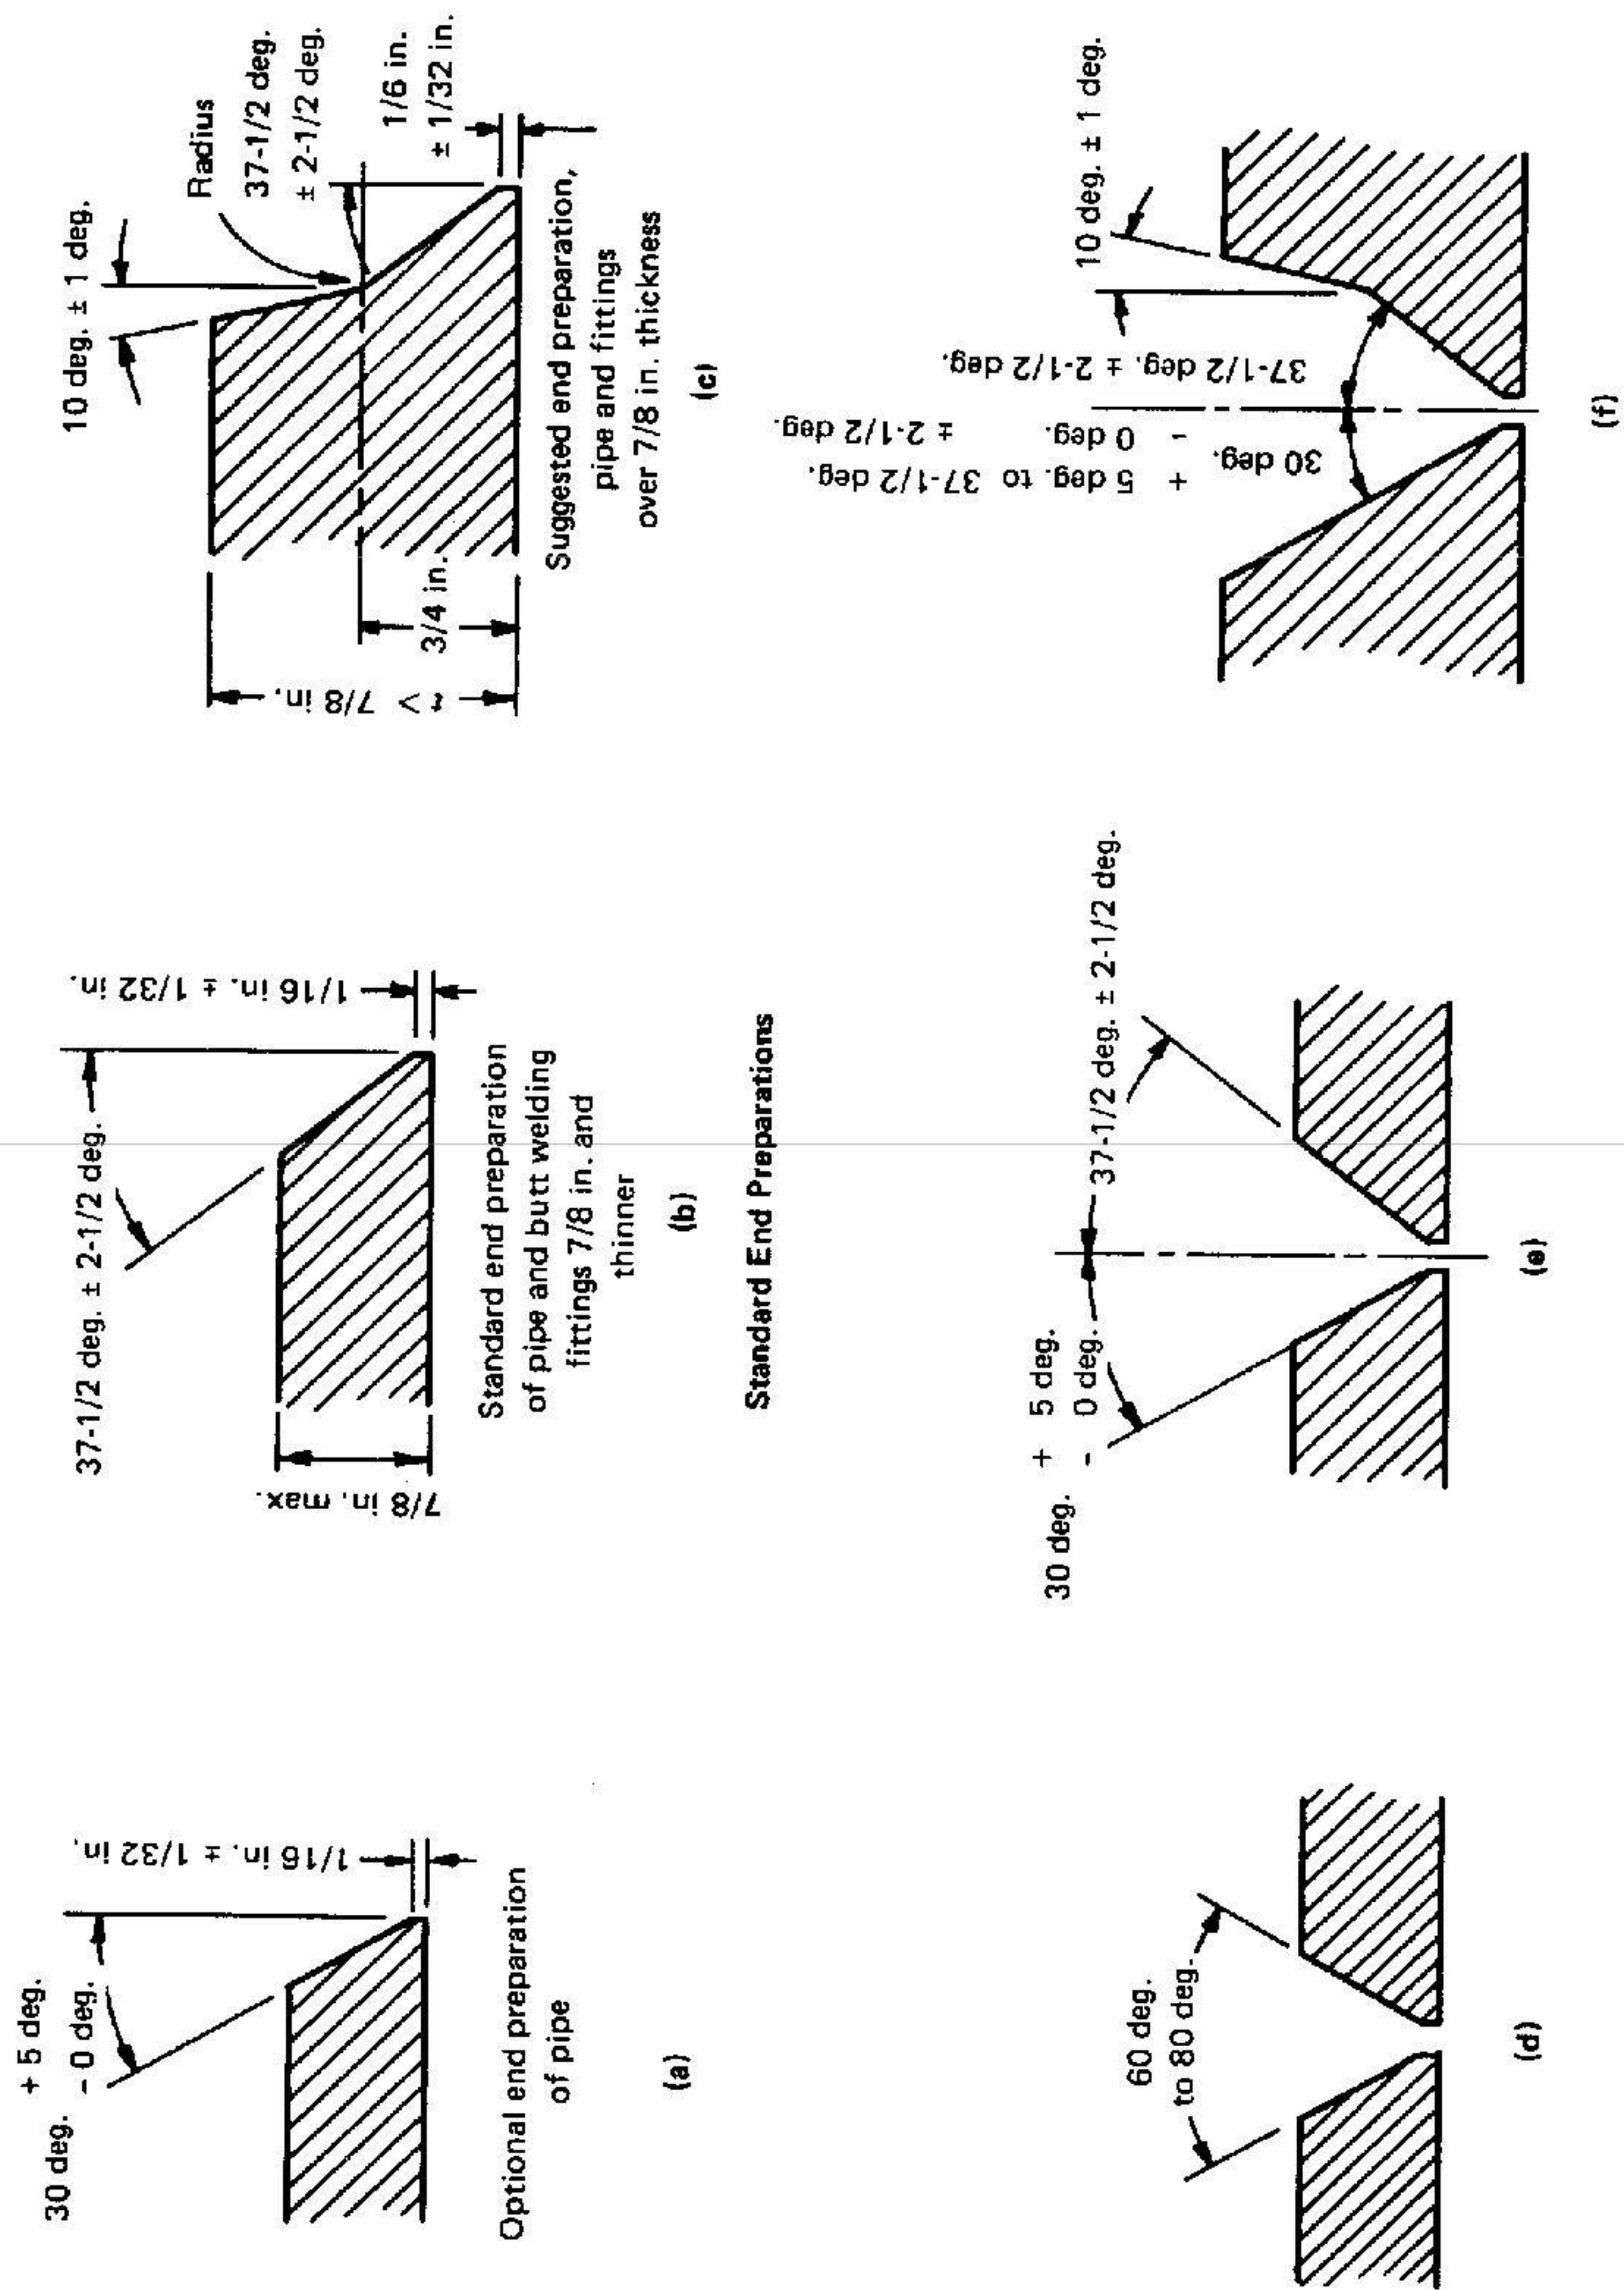 30 deg. + 5 deg.
- 0 deg.
1/16 in. ± 1/32 in.
Optional end preparation
of pipe
(a)
37-1/2 deg. ± 2-1/2 deg.
1/16 in. ± 1/32 in.
7/8 in. max.
Standard end preparation
of pipe and butt welding
fittings 7/8 in. and
thinner
(b)
10 deg. ± 1 deg.
Radius
37-1/2 deg.
± 2-1/2 deg.
1/6 in.
± 1/32 in.
t > 7/8 in.
3/4 in.
Suggested end preparation,
pipe and fittings
over 7/8 in. thickness
(c)
Standard End Preparations
60 deg.
to 80 deg.
(d)
30 deg. + 5 deg.
- 0 deg.
37-1/2 deg. ± 2-1/2 deg.
(e)
+ 5 deg. to 37-1/2 deg.
- 0 deg. ± 2-1/2 deg.
30 deg.
37-1/2 deg. ± 2-1/2 deg.
10 deg. ± 1 deg.
(f)